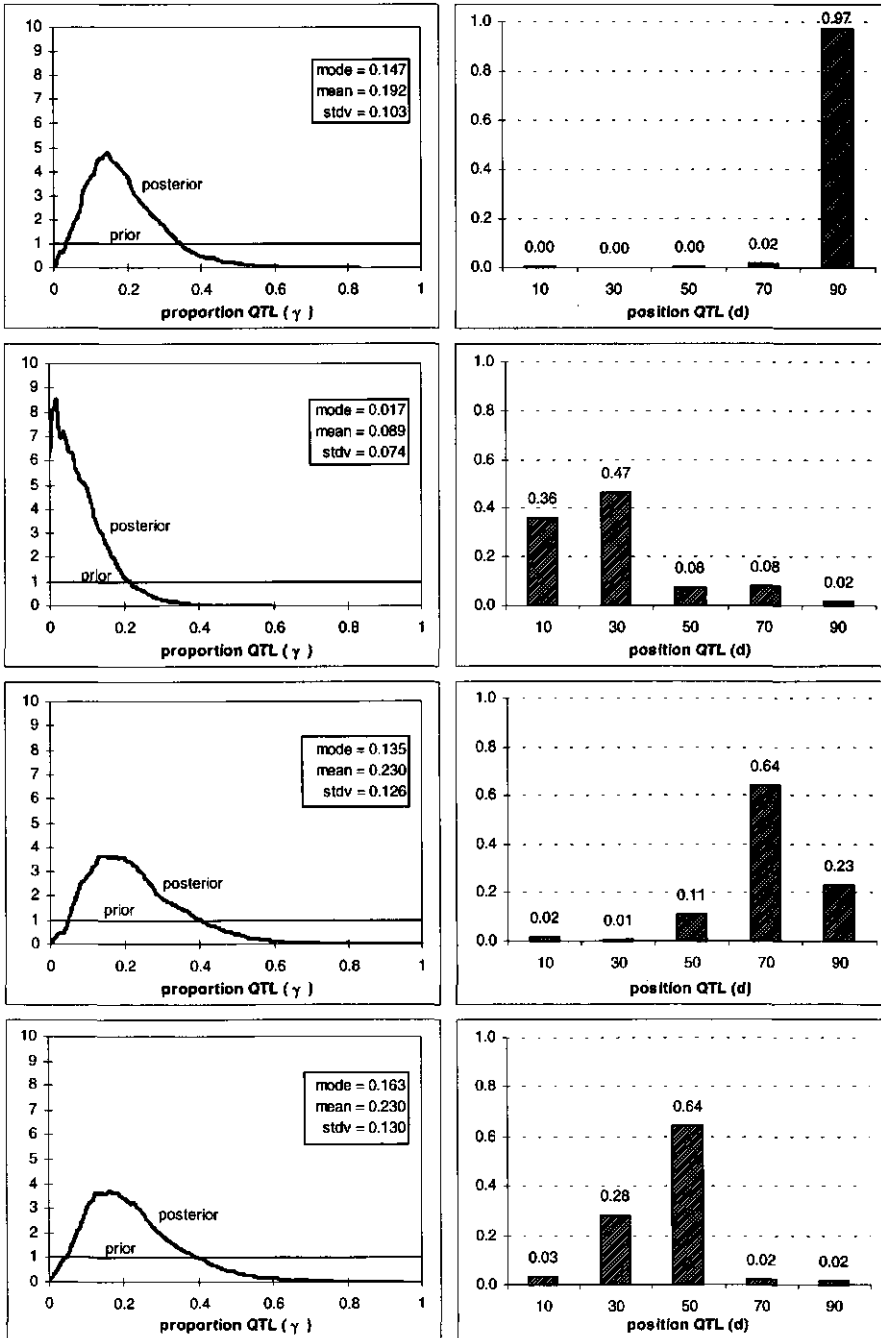 10
9
8
7
6
5
4
3
2
1
0
mode = 0.147
mean = 0.192
stdv = 0.103
posterior
prior
0 0.2 0.4 0.6 0.8 1
proportion QTL ( γ )
1.0
0.8
0.6
0.4
0.2
0.0
0.00 0.00 0.00 0.02 0.97
10 30 50 70 90
position QTL (d)
10
9
8
7
6
5
4
3
2
1
0
mode = 0.017
mean = 0.089
stdv = 0.074
posterior
prior
0 0.2 0.4 0.6 0.8 1
proportion QTL ( γ )
1.0
0.8
0.6
0.4
0.2
0.0
0.36 0.47 0.08 0.08 0.02
10 30 50 70 90
position QTL (d)
10
9
8
7
6
5
4
3
2
1
0
mode = 0.135
mean = 0.230
stdv = 0.126
posterior
prior
0 0.2 0.4 0.6 0.8 1
proportion QTL ( γ )
1.0
0.8
0.6
0.4
0.2
0.0
0.02 0.01 0.11 0.64 0.23
10 30 50 70 90
position QTL (d)
10
9
8
7
6
5
4
3
2
1
0
mode = 0.163
mean = 0.230
stdv = 0.130
posterior
prior
0 0.2 0.4 0.6 0.8 1
proportion QTL ( γ )
1.0
0.8
0.6
0.4
0.2
0.0
0.03 0.28 0.64 0.02 0.02
10 30 50 70 90
position QTL (d)